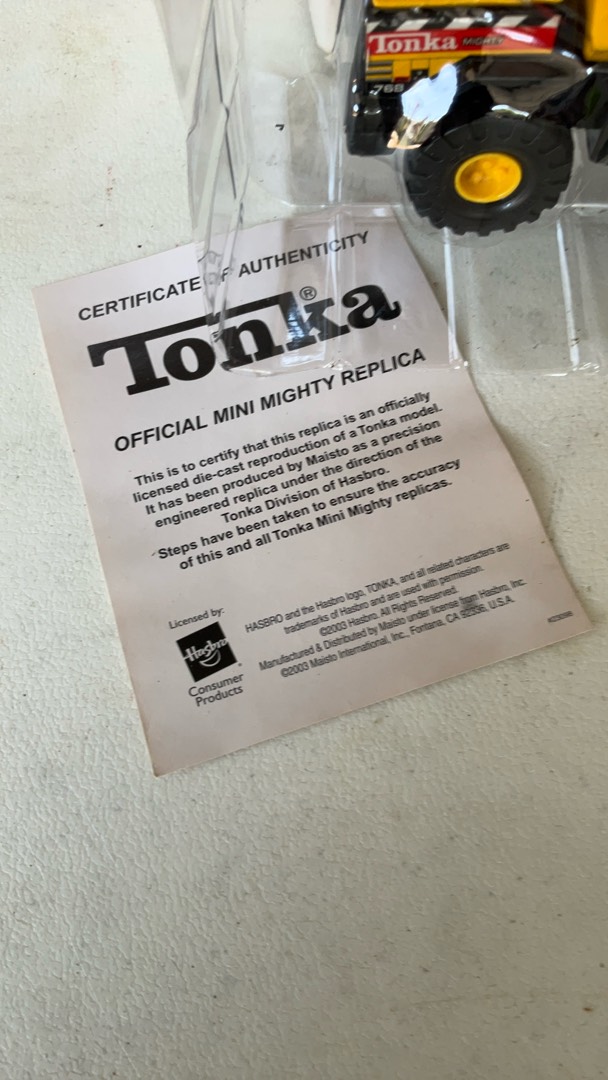 Tonka MIGHTY
768
CERTIFICATE OF AUTHENTICITY
Tonka®
OFFICIAL MINI MIGHTY REPLICA
This is to certify that this replica is an officially
licensed die-cast reproduction of a Tonka model.
It has been produced by Maisto as a precision
engineered replica under the direction of the
Tonka Division of Hasbro.
Steps have been taken to ensure the accuracy
of this and all Tonka Mini Mighty replicas.
Licensed by:
Hasbro
Consumer
Products
HASBRO and the Hasbro logo, TONKA, and all related characters are
trademarks of Hasbro and are used with permission.
©2003 Hasbro. All Rights Reserved.
Manufactured & Distributed by Maisto under license from Hasbro, Inc.
©2003 Maisto International, Inc., Fontana, CA 92336, U.S.A.